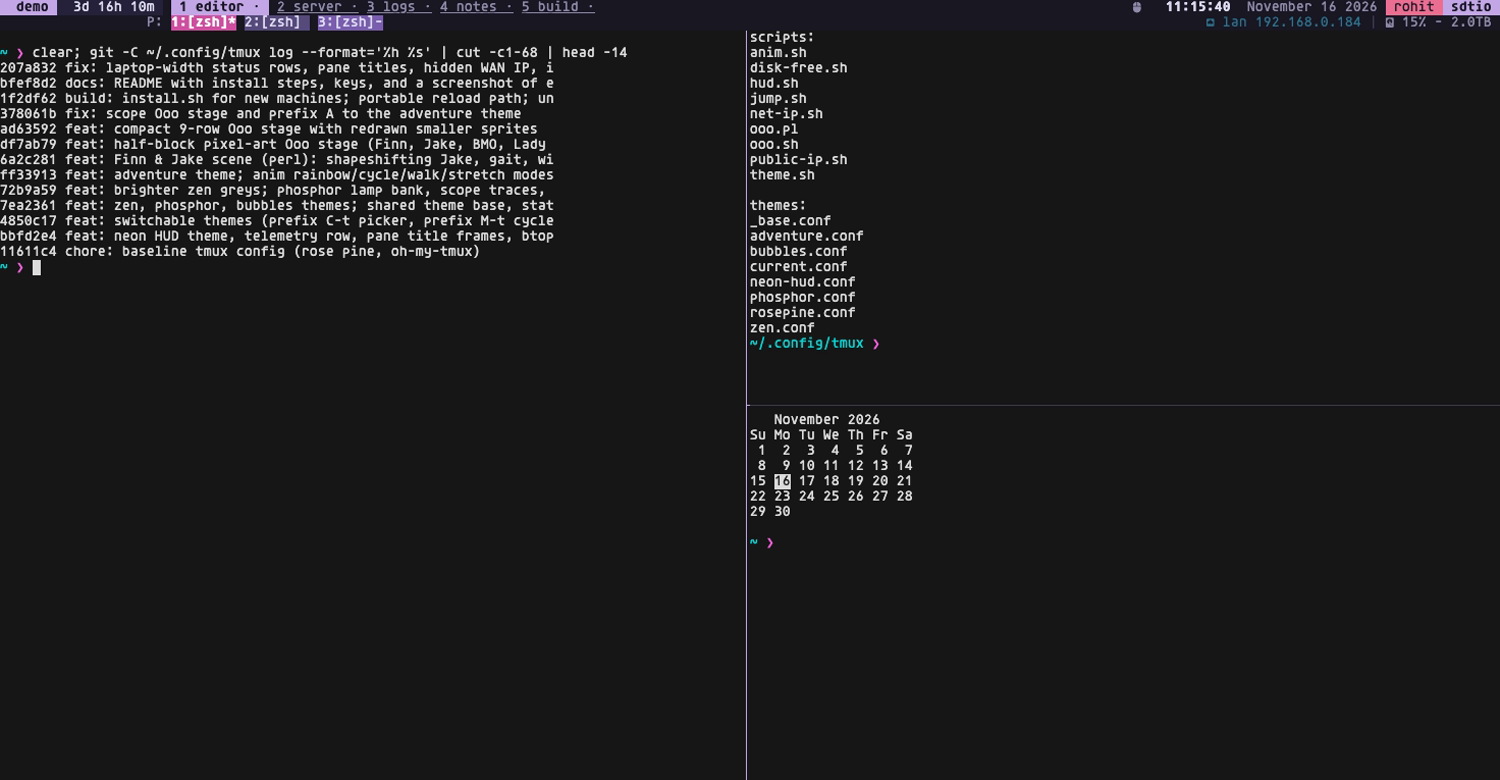 demo 3d 16h 10m 1 editor · 2 server · 3 logs · 4 notes · 5 build · 11:15:40 November 16 2026 rohit sdtio
P: 1:[zsh]* 2:[zsh] 3:[zsh]- lan 192.168.0.184 | 15% - 2.0TB
~ ❯ clear; git -C ~/.config/tmux log --format='%h %s' | cut -c1-68 | head -14
207a832 fix: laptop-width status rows, pane titles, hidden WAN IP, i
bfef8d2 docs: README with install steps, keys, and a screenshot of e
1f2df62 build: install.sh for new machines; portable reload path; un
378061b fix: scope Ooo stage and prefix A to the adventure theme
ad63592 feat: compact 9-row Ooo stage with redrawn smaller sprites
df7ab79 feat: half-block pixel-art Ooo stage (Finn, Jake, BMO, Lady
6a2c281 feat: Finn & Jake scene (perl): shapeshifting Jake, gait, wi
ff33913 feat: adventure theme; anim rainbow/cycle/walk/stretch modes
72b9a59 feat: brighter zen greys; phosphor lamp bank, scope traces,
7ea2361 feat: zen, phosphor, bubbles themes; shared theme base, stat
4850c17 feat: switchable themes (prefix C-t picker, prefix M-t cycle
bbfd2e4 feat: neon HUD theme, telemetry row, pane title frames, btop
11611c4 chore: baseline tmux config (rose pine, oh-my-tmux)
~ ❯
scripts:
anim.sh
disk-free.sh
hud.sh
jump.sh
net-ip.sh
ooo.pl
ooo.sh
public-ip.sh
theme.sh
themes:
_base.conf
adventure.conf
bubbles.conf
current.conf
neon-hud.conf
phosphor.conf
rosepine.conf
zen.conf
~/.config/tmux ❯
November 2026
Su Mo Tu We Th Fr Sa
1 2 3 4 5 6 7
8 9 10 11 12 13 14
15 16 17 18 19 20 21
22 23 24 25 26 27 28
29 30
~ ❯